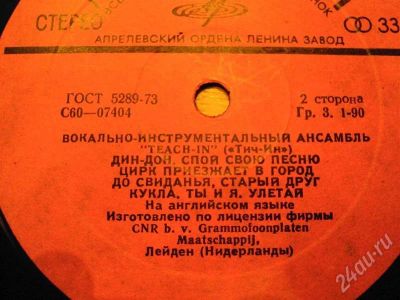 СТЕРЕО
33
АПРЕЛЕВСКИЙ ОРДЕНА ЛЕНИНА ЗАВОД
ГОСТ 5289-73
2 сторона
С60—07404
Гр. 3. 1-90
ВОКАЛЬНО-ИНСТРУМЕНТАЛЬНЫЙ АНСАМБЛЬ
"TEACH-IN" («Тич-Ин»)
ДИН-ДОН. СПОЙ СВОЮ ПЕСНЮ
ЦИРК ПРИЕЗЖАЕТ В ГОРОД
ДО СВИДАНЬЯ, СТАРЫЙ ДРУГ
КУКЛА, ТЫ И Я. УЛЕТАЙ
На английском языке
Изготовлено по лицензии фирмы
CNR b. v. Grammofoonplaten
Maatschappij,
Лейден (Нидерланды)
24au.ru